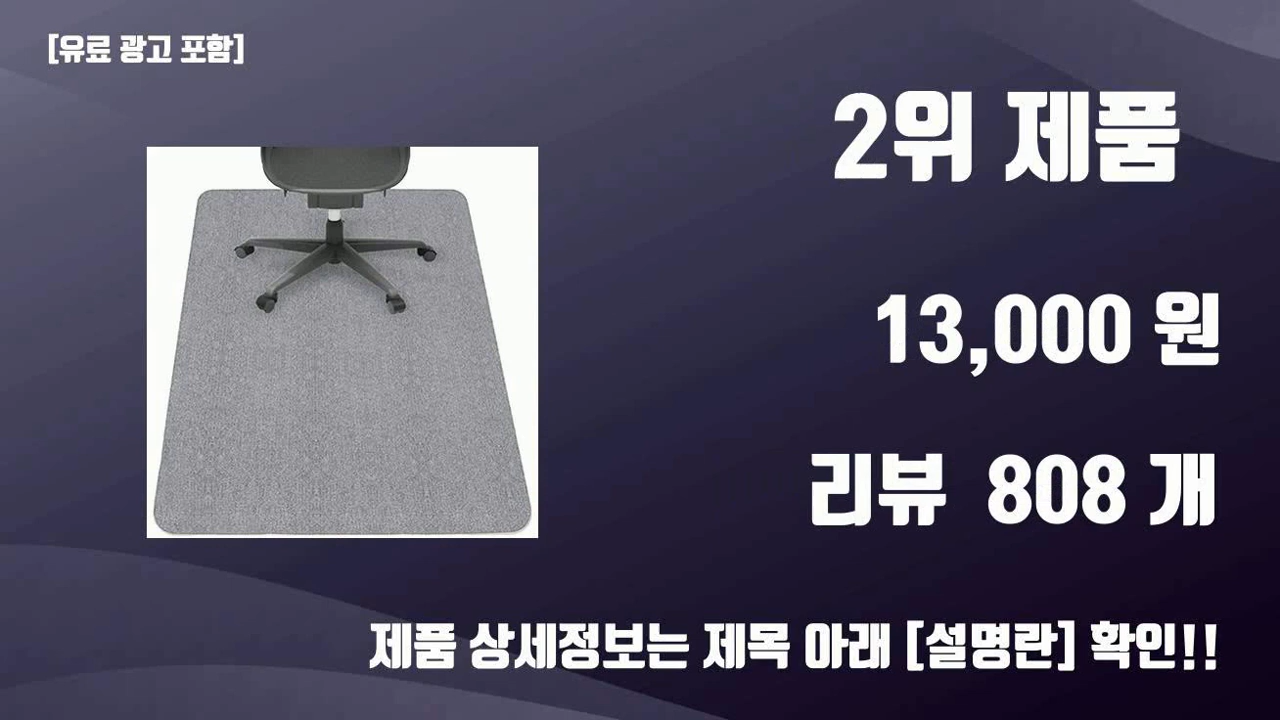 [유료 광고 포함]
2위 제품
13,000 원
리뷰 808 개
제품 상세정보는 제목 아래 [설명란] 확인!!